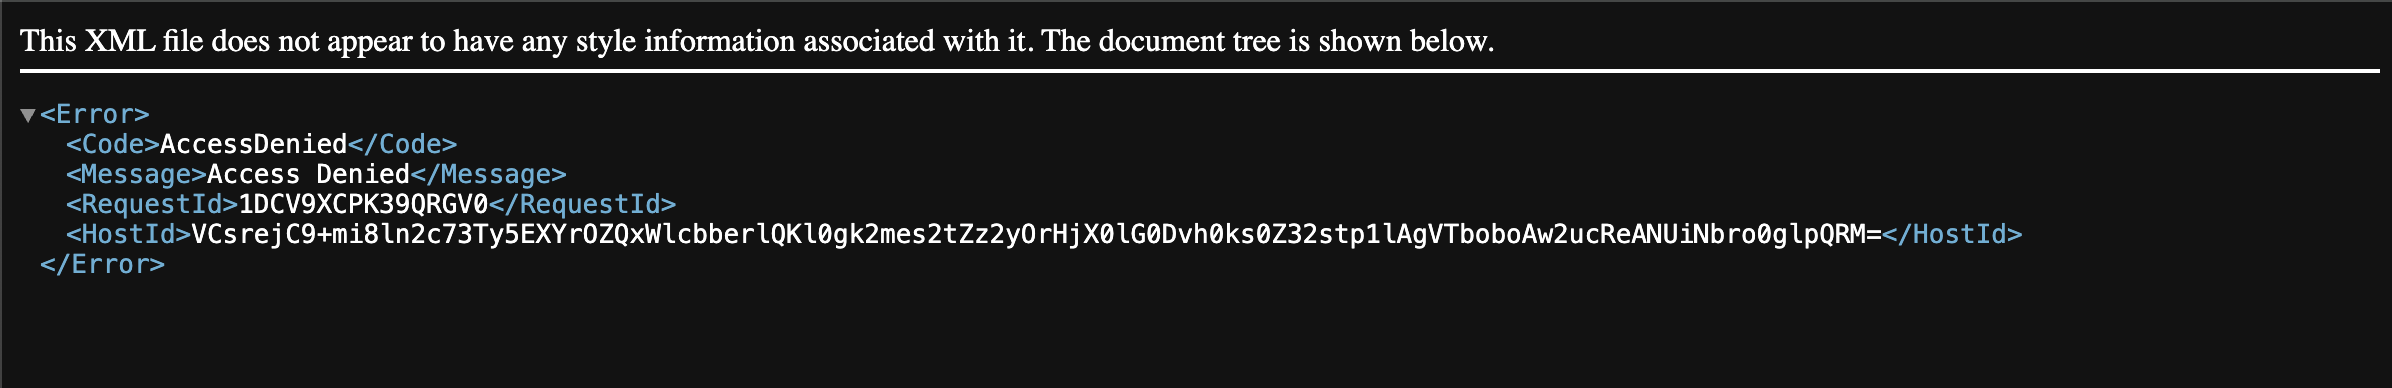 This XML file does not appear to have any style information associated with it. The document tree is shown below.
▼<Error>
<Code>AccessDenied</Code>
<Message>Access Denied</Message>
<RequestId>1DCV9XCPK39QRGV0</RequestId>
<HostId>VCsrejC9+mi8ln2c73Ty5EXYrOZQxWlcbberlQKl0gk2mes2tZz2yOrHjX0lG0Dvh0ks0Z32stp1lAgVTboboAw2ucReANUiNbro0glpQRM=</HostId>
</Error>